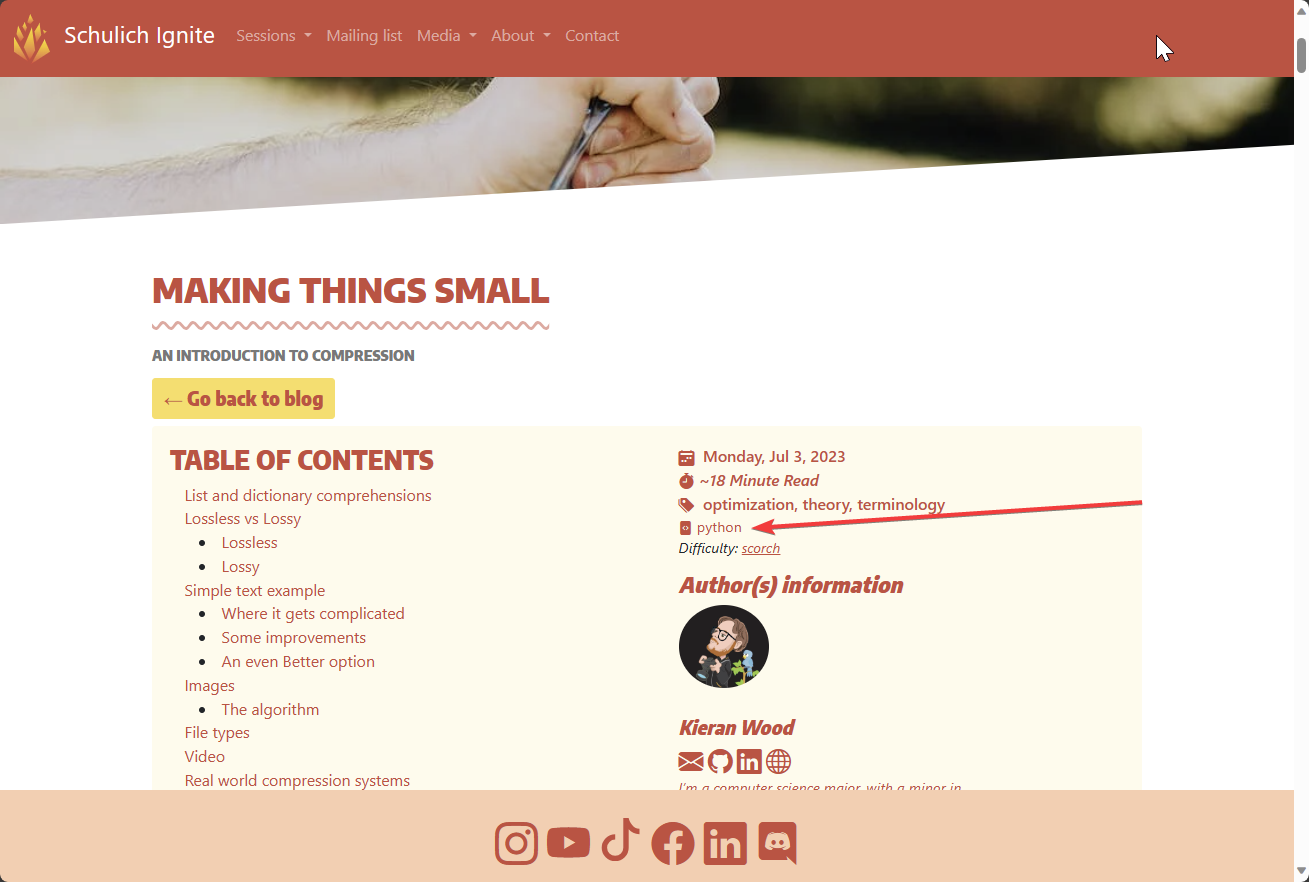 Schulich Ignite Sessions Mailing list Media About Contact
MAKING THINGS SMALL
AN INTRODUCTION TO COMPRESSION
← Go back to blog
TABLE OF CONTENTS
List and dictionary comprehensions
Lossless vs Lossy
Lossless
Lossy
Simple text example
Where it gets complicated
Some improvements
An even Better option
Images
The algorithm
File types
Video
Real world compression systems
Monday, Jul 3, 2023
~18 Minute Read
optimization, theory, terminology
python
Difficulty: scorch
Author(s) information
Kieran Wood
in
I'm a computer science major, with a minor in
in